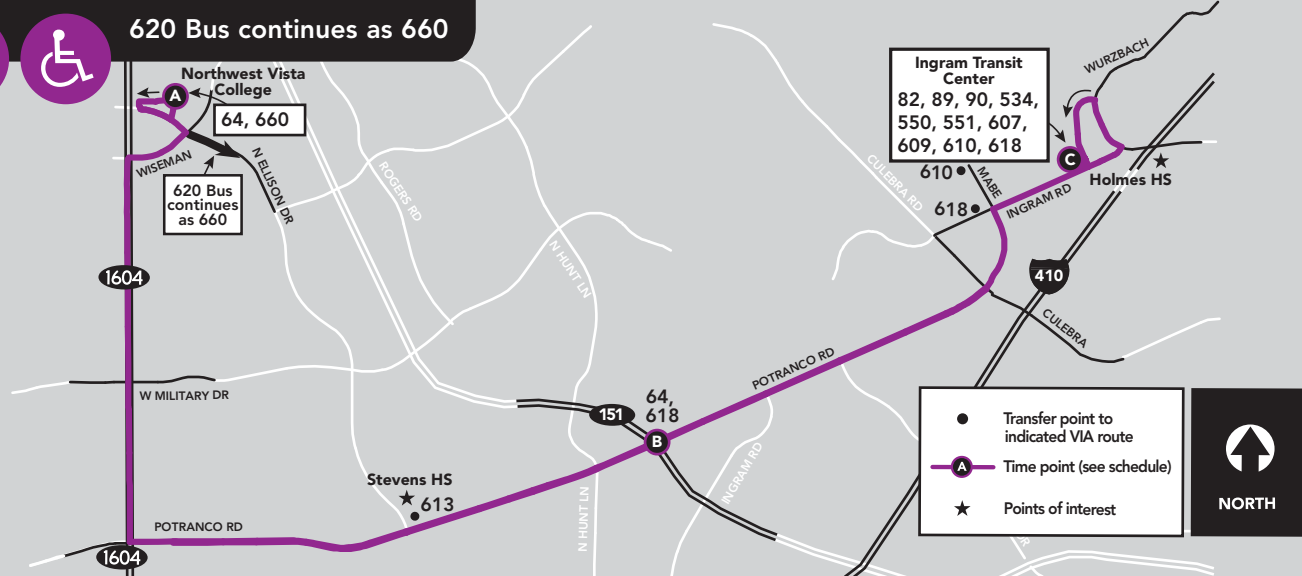 620 Bus continues as 660
Northwest Vista
College
A
64, 660
WISEMAN
620 Bus
continues
as 660
N ELLISON DR
ROGERS RD
N HUNT LN
1604
W MILITARY DR
POTRANCO RD
1604
Stevens HS
613
N HUNT LN
151
64,
618
B
INGRAM RD
POTRANCO RD
Ingram Transit
Center
82, 89, 90, 534,
550, 551, 607,
609, 610, 618
WURZBACH
C
Holmes HS
610
MABE
618
INGRAM RD
CULEBRA RD
410
CULEBRA
Transfer point to
indicated VIA route
A
Time point (see schedule)
Points of interest
NORTH
DR